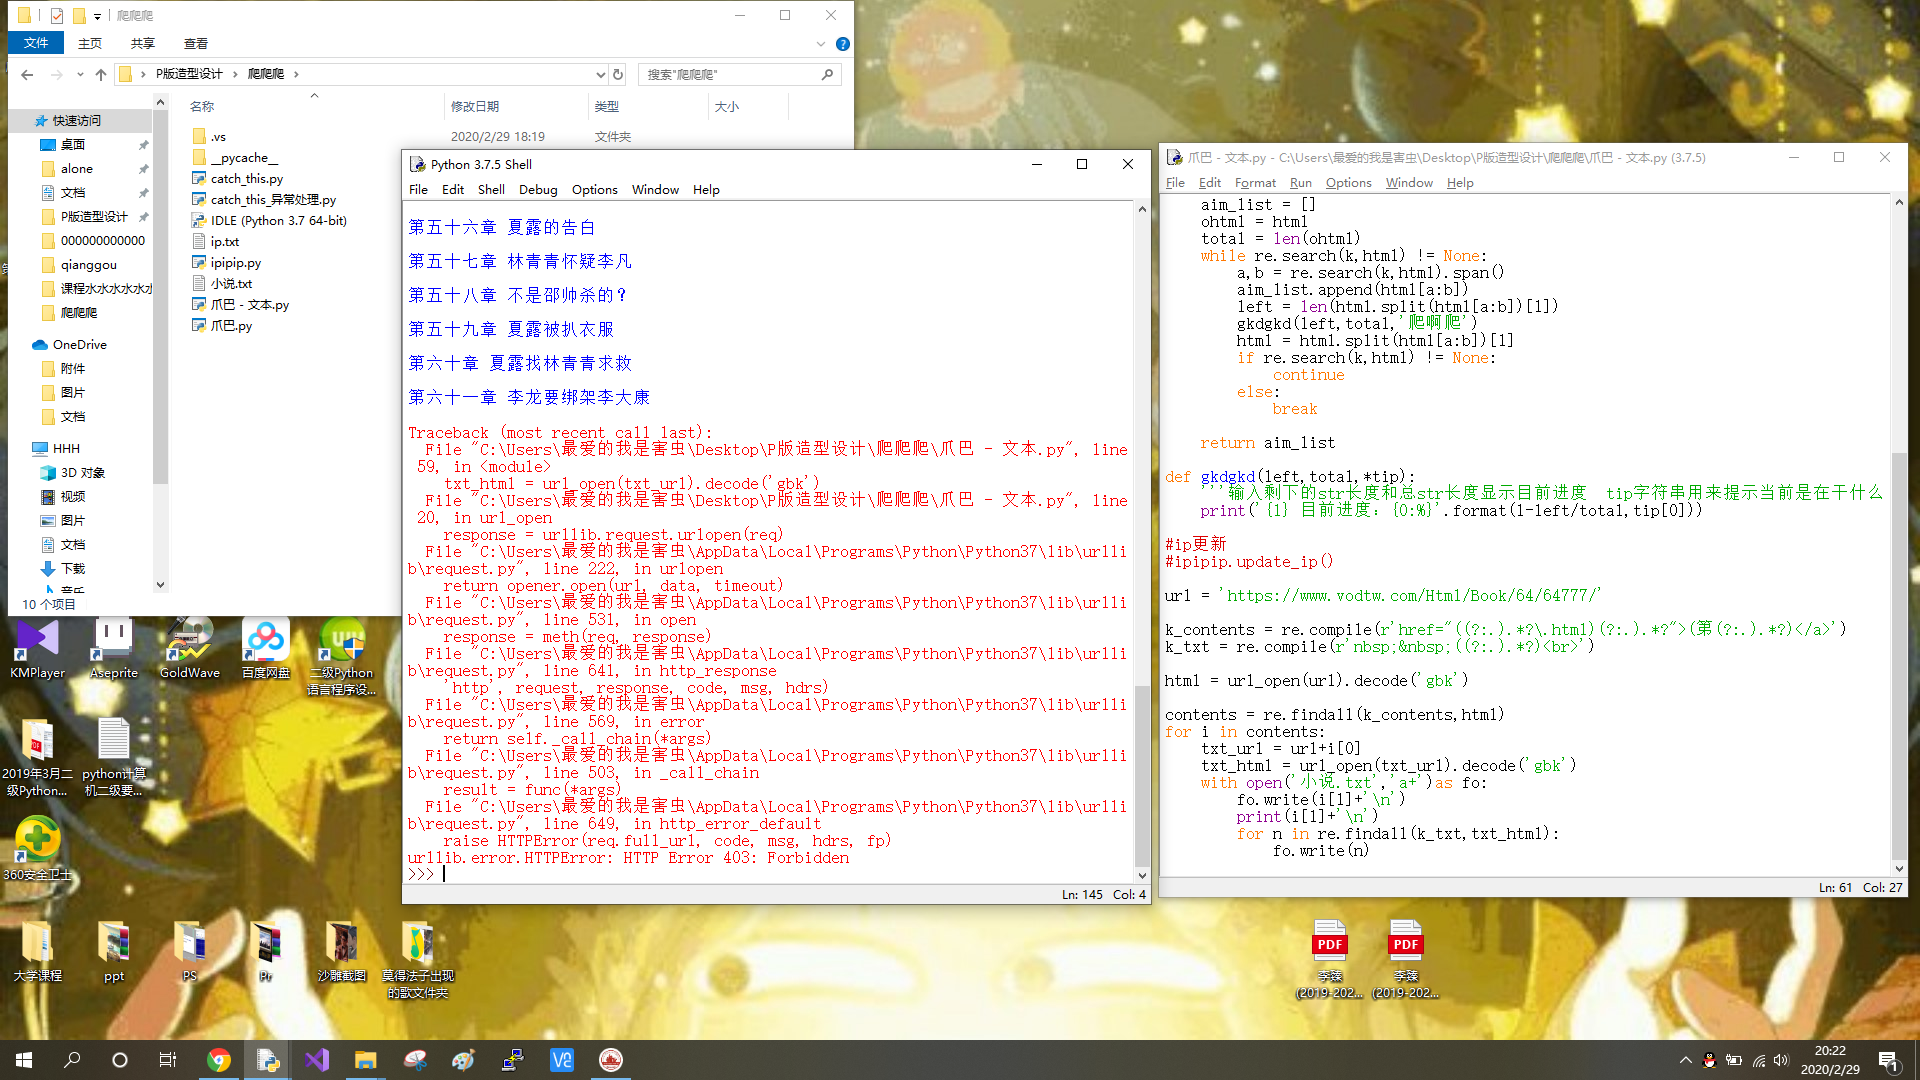 爬爬爬
文件 主页 共享 查看
P版造型设计 爬爬爬
搜索"爬爬爬"
名称 修改日期 类型 大小
快速访问
桌面
alone
文档
P版造型设计
000000000000
qianggou
课程水水水水水水
爬爬爬
OneDrive
附件
图片
文档
HHH
3D 对象
视频
图片
文档
下载
音乐
.vs 2020/2/29 18:19 文件夹
__pycache__
catch_this.py
catch_this_异常处理.py
IDLE (Python 3.7 64-bit)
ip.txt
ipipip.py
小说.txt
爪巴 - 文本.py
爪巴.py
10 个项目
Python 3.7.5 Shell
File Edit Shell Debug Options Window Help
第五十六章 夏露的告白
第五十七章 林青青怀疑李凡
第五十八章 不是邵帅杀的？
第五十九章 夏露被扒衣服
第六十章 夏露找林青青求救
第六十一章 李龙要绑架李大康
Traceback (most recent call last):
File "C:\Users\最爱的我是害虫\Desktop\P版造型设计\爬爬爬\爪巴 - 文本.py", line
59, in <module>
txt_html = url_open(txt_url).decode('gbk')
File "C:\Users\最爱的我是害虫\Desktop\P版造型设计\爬爬爬\爪巴 - 文本.py", line
20, in url_open
response = urllib.request.urlopen(req)
File "C:\Users\最爱的我是害虫\AppData\Local\Programs\Python\Python37\lib\urlli
b\request.py", line 222, in urlopen
return opener.open(url, data, timeout)
File "C:\Users\最爱的我是害虫\AppData\Local\Programs\Python\Python37\lib\urlli
b\request.py", line 531, in open
response = meth(req, response)
File "C:\Users\最爱的我是害虫\AppData\Local\Programs\Python\Python37\lib\urlli
b\request.py", line 641, in http_response
'http', request, response, code, msg, hdrs)
File "C:\Users\最爱的我是害虫\AppData\Local\Programs\Python\Python37\lib\urlli
b\request.py", line 569, in error
return self._call_chain(*args)
File "C:\Users\最爱的我是害虫\AppData\Local\Programs\Python\Python37\lib\urlli
b\request.py", line 503, in _call_chain
result = func(*args)
File "C:\Users\最爱的我是害虫\AppData\Local\Programs\Python\Python37\lib\urlli
b\request.py", line 649, in http_error_default
raise HTTPError(req.full_url, code, msg, hdrs, fp)
urllib.error.HTTPError: HTTP Error 403: Forbidden
>>>
Ln: 145 Col: 4
爪巴 - 文本.py - C:\Users\最爱的我是害虫\Desktop\P版造型设计\爬爬爬\爪巴 - 文本.py (3.7.5)
File Edit Format Run Options Window Help
aim_list = []
ohtml = html
total = len(ohtml)
while re.search(k,html) != None:
a,b = re.search(k,html).span()
aim_list.append(html[a:b])
left = len(html.split(html[a:b])[1])
gkdgkd(left,total,'爬啊爬')
html = html.split(html[a:b])[1]
if re.search(k,html) != None:
continue
else:
break
return aim_list
def gkdgkd(left,total,*tip):
'''输入剩下的str长度和总str长度显示目前进度 tip字符串用来提示当前是在干什么
print('{1} 目前进度: {0:%}'.format(1-left/total,tip[0]))
#ip更新
#ipipip.update_ip()
url = 'https://www.vodtw.com/Html/Book/64/64777/'
k_contents = re.compile(r'href="((?:.).*?\.html)(?:.).*?">(第(?:.).*?)</a>')
k_txt = re.compile(r'nbsp;&nbsp;((?:.).*?)<br>')
html = url_open(url).decode('gbk')
contents = re.findall(k_contents,html)
for i in contents:
txt_url = url+i[0]
txt_html = url_open(txt_url).decode('gbk')
with open('小说.txt','a+')as fo:
fo.write(i[1]+'\n')
print(i[1]+'\n')
for n in re.findall(k_txt,txt_html):
fo.write(n)
Ln: 61 Col: 27
KMPlayer
Aseprite
GoldWave
百度网盘
二级Python
语言程序设...
2019年3月二
级Python...
python计算
机二级要...
360安全卫士
大学课程
ppt
PS
Pr
沙雕截图
莫得法子出现
的歌文件夹
PDF
李臻
(2019-202...
PDF
李臻
(2019-202...
20:22
2020/2/29
1